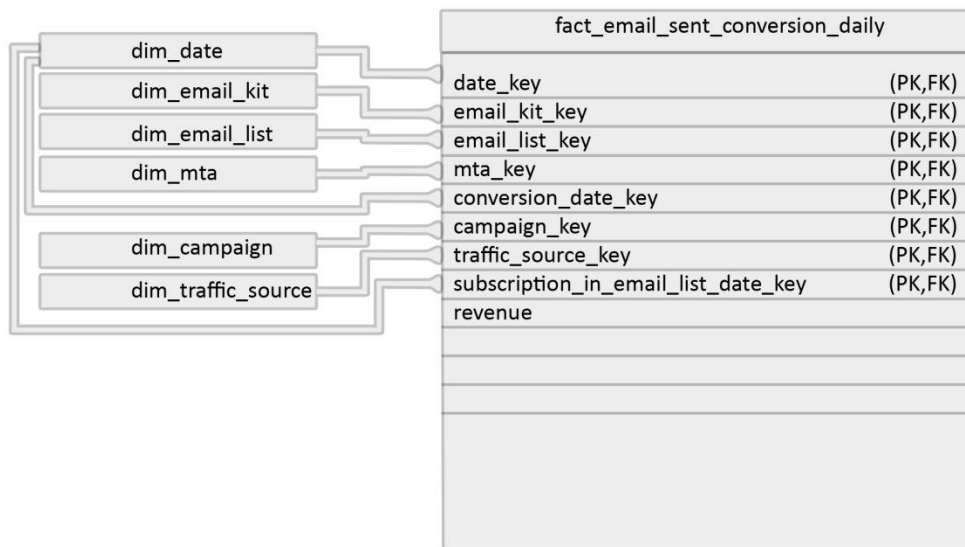 fact_email_sent_conversion_daily
dim_date
dim_email_kit
dim_email_list
dim_mta
dim_campaign
dim_traffic_source
date_key (PK,FK)
email_kit_key (PK,FK)
email_list_key (PK,FK)
mta_key (PK,FK)
conversion_date_key (PK,FK)
campaign_key (PK,FK)
traffic_source_key (PK,FK)
subscription_in_email_list_date_key (PK,FK)
revenue